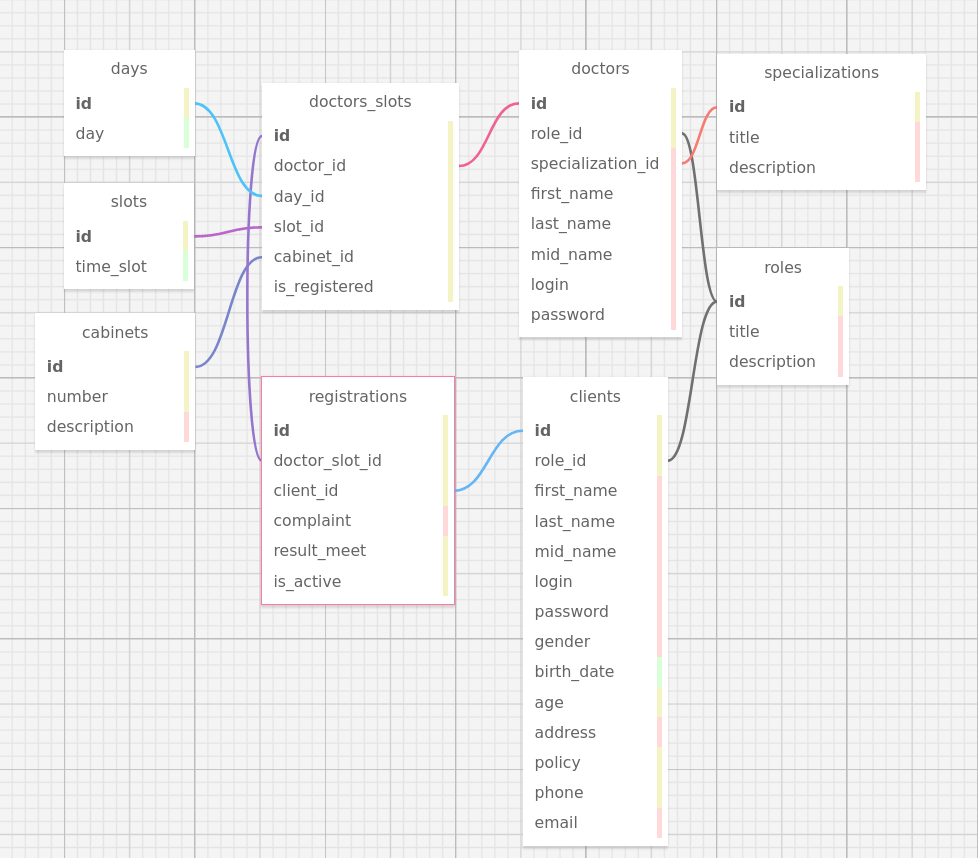 days
id
day
slots
id
time_slot
cabinets
id
number
description
doctors_slots
id
doctor_id
day_id
slot_id
cabinet_id
is_registered
registrations
id
doctor_slot_id
client_id
complaint
result_meet
is_active
doctors
id
role_id
specialization_id
first_name
last_name
mid_name
login
password
clients
id
role_id
first_name
last_name
mid_name
login
password
gender
birth_date
age
address
policy
phone
email
specializations
id
title
description
roles
id
title
description